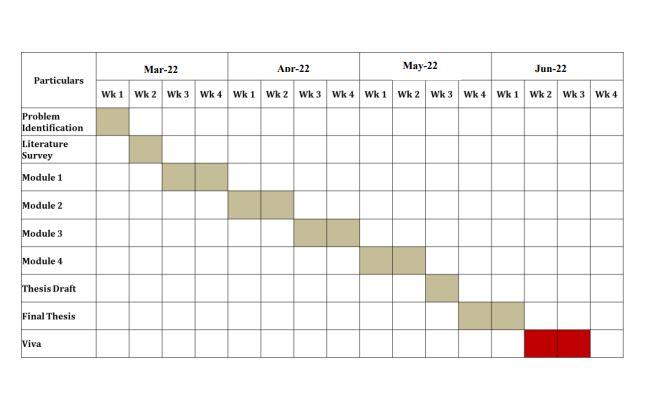 Particulars
Mar-22
Apr-22
May-22
Jun-22
Wk 1 Wk 2 Wk 3 Wk 4 Wk 1 Wk 2 Wk 3 Wk 4 Wk 1 Wk 2 Wk 3 Wk 4 Wk 1 Wk 2 Wk 3 Wk 4
Problem
Identification
Literature
Survey
Module 1
Module 2
Module 3
Module 4
Thesis Draft
Final Thesis
Viva